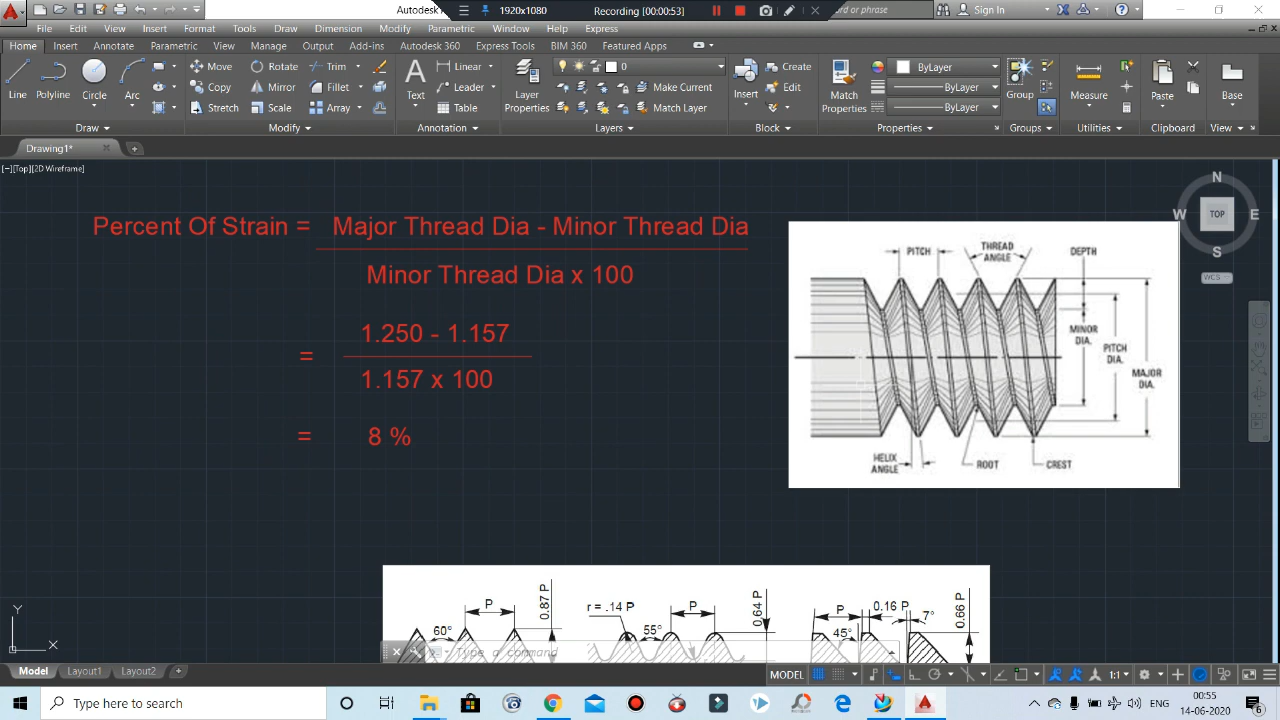 Autodesk
1920x1080
Recording [00:00:53]
word or phrase
Sign In
File Edit View Insert Format Tools Draw Dimension Modify Parametric Window Help Express
Home Insert Annotate Parametric View Manage Output Add-ins Autodesk 360 Express Tools BIM 360 Featured Apps
Line Polyline Circle Arc
Move Rotate Trim
Copy Mirror Fillet
Stretch Scale Array
Text Linear
Leader
Table
Layer Properties
0
Make Current
Match Layer
Insert Create
Edit
Match Properties
ByLayer
ByLayer
ByLayer
Group Measure Paste Base
Draw Modify Annotation Layers Block Properties Groups Utilities Clipboard View
Drawing1*
[−][Top][2D Wireframe]
N
W TOP E
S
WCS
Percent Of Strain = Major Thread Dia - Minor Thread Dia
Minor Thread Dia x 100
1.250 - 1.157
=
1.157 x 100
= 8 %
PITCH THREAD ANGLE DEPTH
MINOR DIA.
PITCH DIA.
MAJOR DIA.
HELIX ANGLE ROOT CREST
P 0.87 P r = .14 P P 0.64 P P 0.16 P 0.66 P
60° 55° 45° 7°
Y
X
Type a command
Model Layout1 Layout2
MODEL 1:1
Type here to search
ENG
00:55
14-06-2020
6